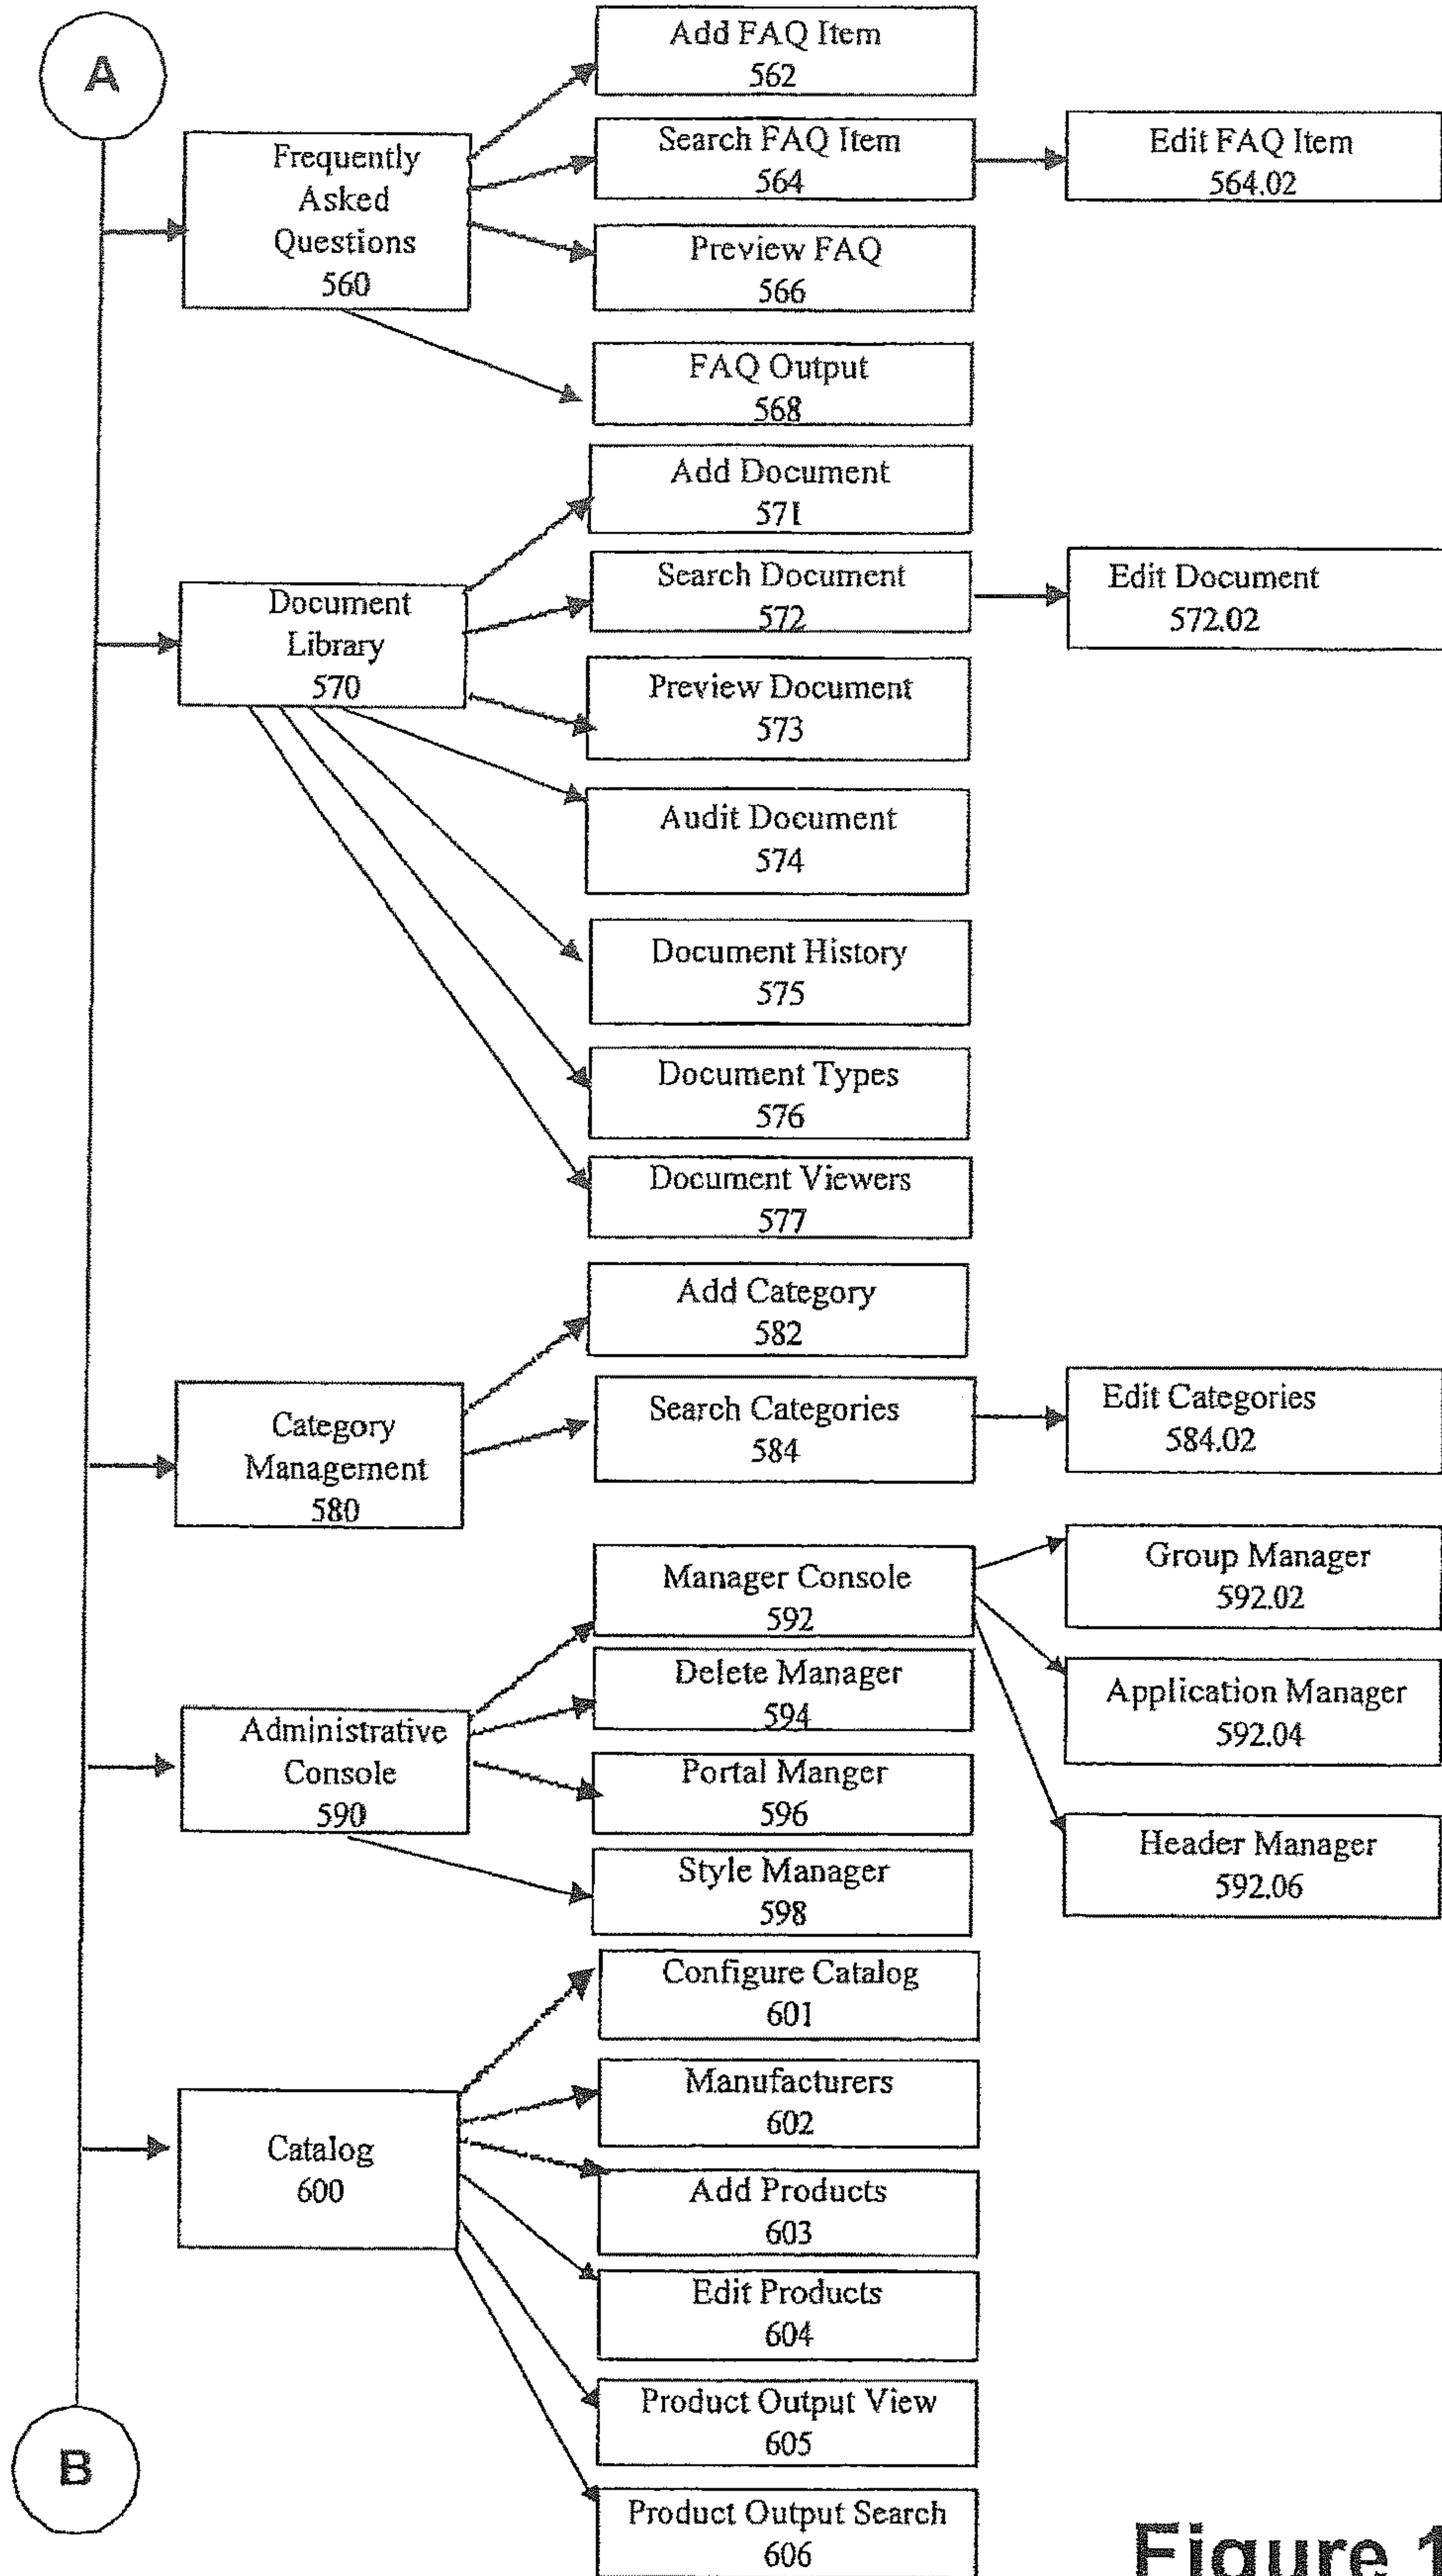 A
Add FAQ Item
562
Frequently
Asked
Questions
560
Search FAQ Item
564
Edit FAQ Item
564.02
Preview FAQ
566
FAQ Output
568
Add Document
571
Document
Library
570
Search Document
572
Edit Document
572.02
Preview Document
573
Audit Document
574
Document History
575
Document Types
576
Document Viewers
577
Add Category
582
Category
Management
580
Search Categories
584
Edit Categories
584.02
Manager Console
592
Group Manager
592.02
Administrative
Console
590
Delete Manager
594
Application Manager
592.04
Portal Manger
596
Header Manager
592.06
Style Manager
598
Configure Catalog
601
Catalog
600
Manufacturers
602
Add Products
603
Edit Products
604
Product Output View
605
B
Product Output Search
606
Figure 1